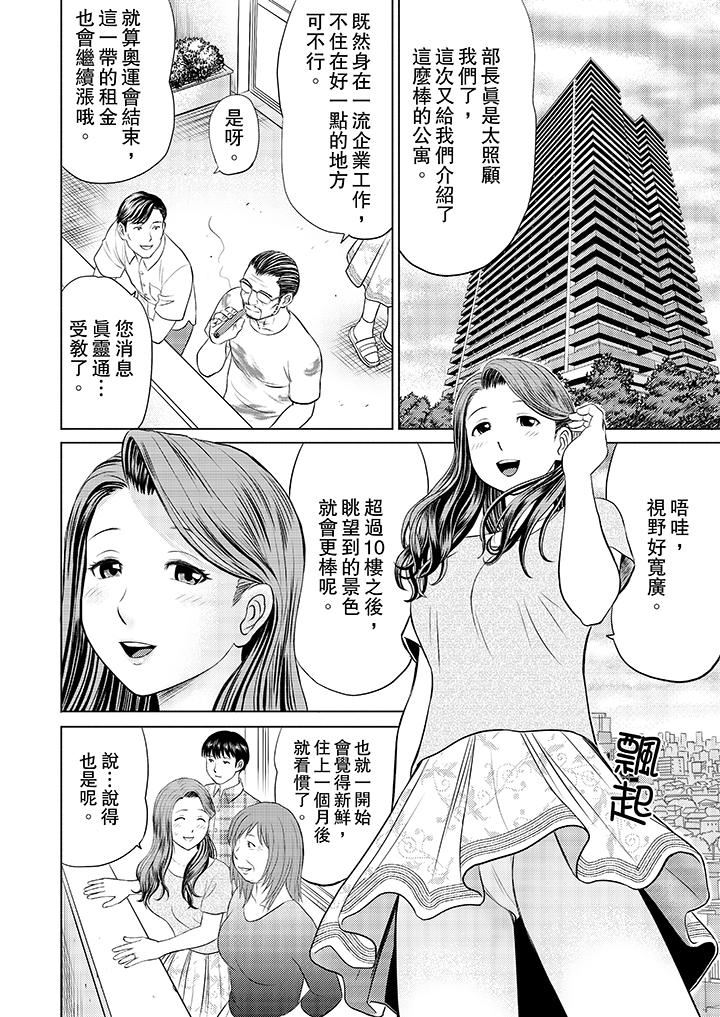 部長真是太照顧
我們了，
這次又給我們介紹了
這麼棒的公寓。
既然身在一流企業工作，
不住在好一點的地方
可不行。
是呀。
就算奧運會結束，
這一帶的租金
也會繼續漲哦。
您消息
真靈通…
受教了。
唔哇，
視野好寬廣。
飄起
超過10樓之後，
眺望到的景色
就會更棒呢。
也就一開始
會覺得新鮮，
住上一個月後
就看慣了。
說…說得
也是呢。